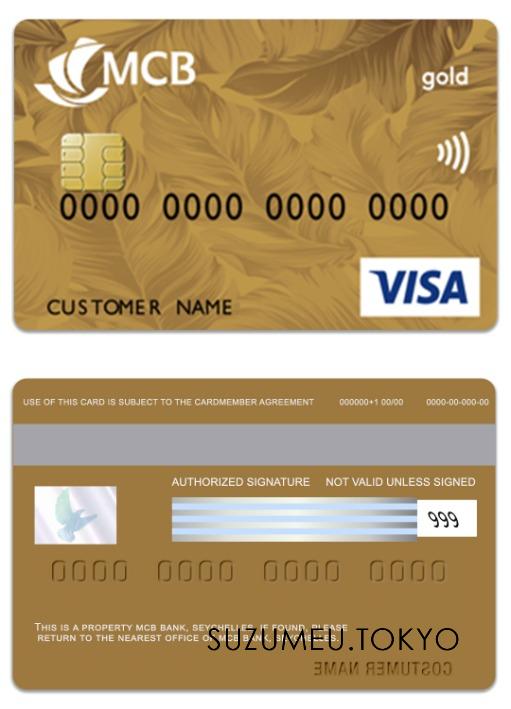 MCB
gold
0000 0000 0000 0000
VISA
CUSTOMER NAME
USE OF THIS CARD IS SUBJECT TO THE CARDMEMBER AGREEMENT 000000+1 00/00 0000-00-000-00
AUTHORIZED SIGNATURE NOT VALID UNLESS SIGNED
999
0000 0000 0000 0000
THIS IS A PROPERTY MCB BANK, SEYCHELLES. IF FOUND, PLEASE
RETURN TO THE NEAREST OFFICE OF MCB BANK, SEYCHELLES.
SUZUMEU.TOKYO
COSTUMER NAME